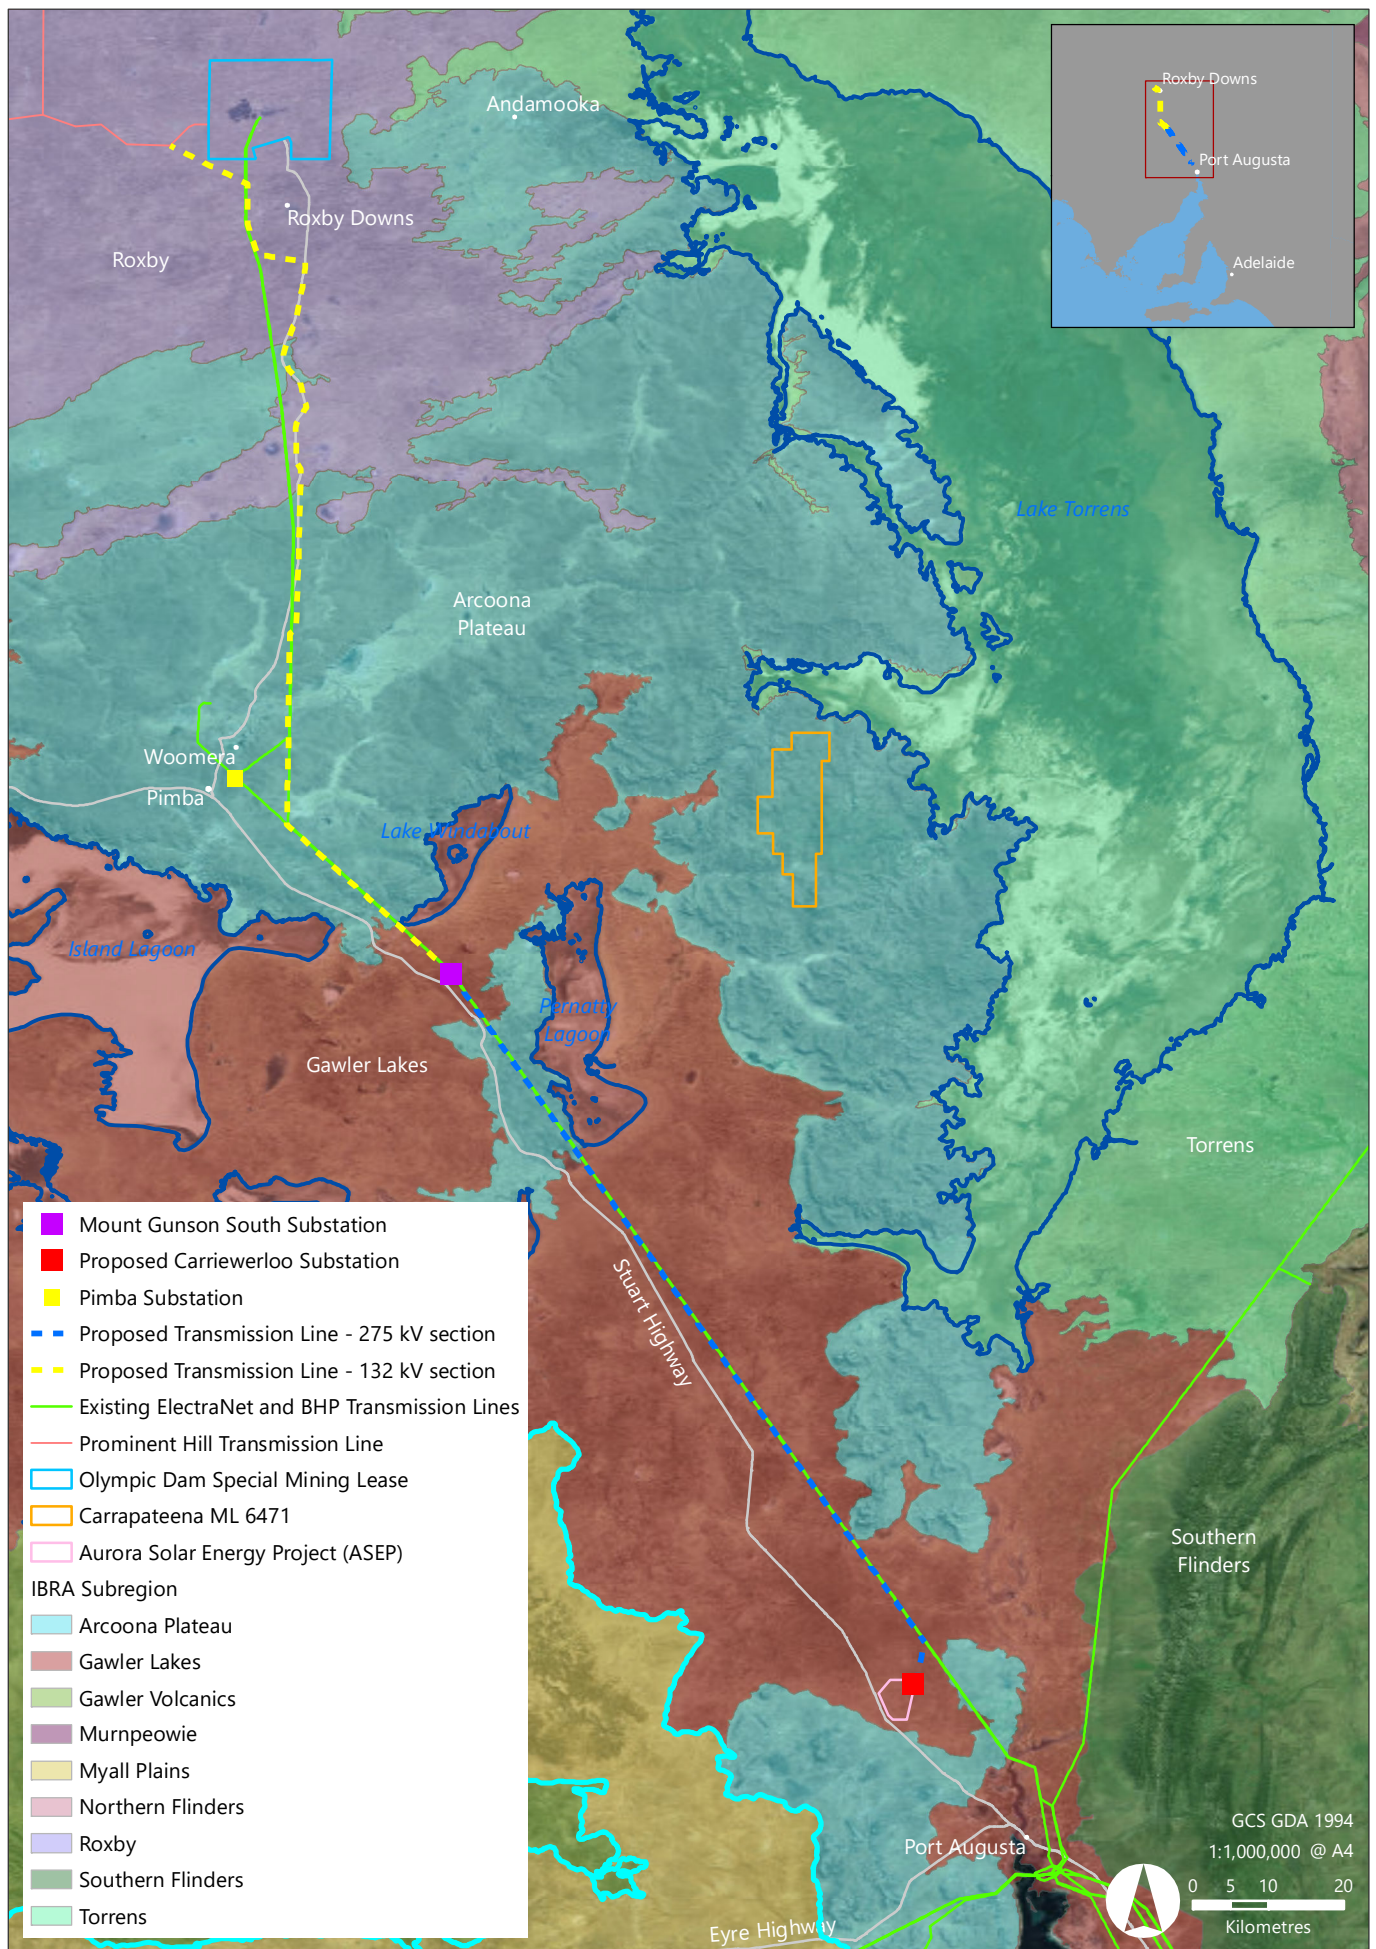 Roxby Downs
Port Augusta
Adelaide
Andamooka
Roxby Downs
Roxby
Lake Torrens
Arcoona
Plateau
Woomera
Pimba
Lake Windabout
Island Lagoon
Pernatty
Lagoon
Gawler Lakes
Torrens
Stuart Highway
Southern
Flinders
Port Augusta
Eyre Highway
Mount Gunson South Substation
Proposed Carriewerloo Substation
Pimba Substation
Proposed Transmission Line - 275 kV section
Proposed Transmission Line - 132 kV section
Existing ElectraNet and BHP Transmission Lines
Prominent Hill Transmission Line
Olympic Dam Special Mining Lease
Carrapateena ML 6471
Aurora Solar Energy Project (ASEP)
IBRA Subregion
Arcoona Plateau
Gawler Lakes
Gawler Volcanics
Murnpeowie
Myall Plains
Northern Flinders
Roxby
Southern Flinders
Torrens
GCS GDA 1994
1:1,000,000 @ A4
0 5 10 20
Kilometres